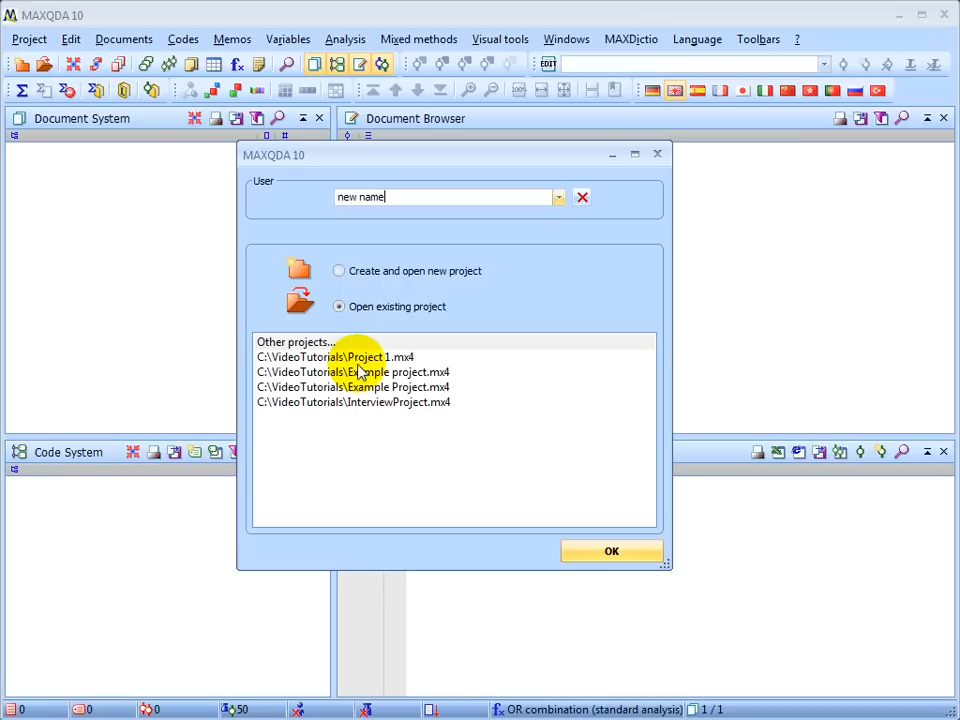 MAXQDA 10
Project Edit Documents Codes Memos Variables Analysis Mixed methods Visual tools Windows MAXDictio Language Toolbars ?
EDIT
100%
Document System
Document Browser
MAXQDA 10
User
new name
Create and open new project
Open existing project
Other projects...
C:\VideoTutorials\Project 1.mx4
C:\VideoTutorials\Example project.mx4
C:\VideoTutorials\Example Project.mx4
C:\VideoTutorials\InterviewProject.mx4
Code System
OK
0 0 0 50 OR combination (standard analysis) 1 / 1